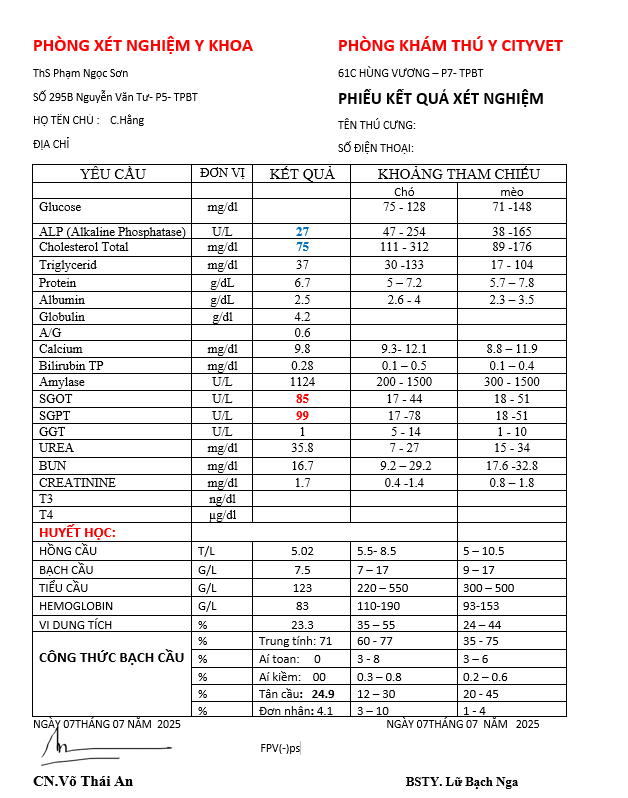 PHÒNG XÉT NGHIỆM Y KHOA
PHÒNG KHÁM THÚ Y CITYVET
ThS Phạm Ngọc Sơn
61C HÙNG VƯƠNG – P7- TPBT
SỐ 295B Nguyễn Văn Tư- P5- TPBT
PHIẾU KẾT QUẢ XÉT NGHIỆM
HỌ TÊN CHỦ : C.Hằng
TÊN THÚ CƯNG:
ĐỊA CHỈ
SỐ ĐIỆN THOẠI:
YÊU CẦU ĐƠN VỊ KẾT QUẢ KHOẢNG THAM CHIẾU
Chó mèo
Glucose mg/dl 75 - 128 71 -148
ALP (Alkaline Phosphatase) U/L 27 47 - 254 38 -165
Cholesterol Total mg/dl 75 111 - 312 89 -176
Triglycerid mg/dl 37 30 -133 17 - 104
Protein g/dL 6.7 5 – 7.2 5.7 – 7.8
Albumin g/dL 2.5 2.6 - 4 2.3 – 3.5
Globulin g/dl 4.2
A/G 0.6
Calcium mg/dl 9.8 9.3- 12.1 8.8 – 11.9
Bilirubin TP mg/dl 0.28 0.1 – 0.5 0.1 – 0.4
Amylase U/L 1124 200 - 1500 300 - 1500
SGOT U/L 85 17 - 44 18 - 51
SGPT U/L 99 17 -78 18 -51
GGT U/L 1 5 - 14 1 - 10
UREA mg/dl 35.8 7 - 27 15 - 34
BUN mg/dl 16.7 9.2 – 29.2 17.6 -32.8
CREATININE mg/dl 1.7 0.4 -1.4 0.8 – 1.8
T3 ng/dl
T4 µg/dl
HUYẾT HỌC:
HỒNG CẦU T/L 5.02 5.5- 8.5 5 – 10.5
BẠCH CẦU G/L 7.5 7 – 17 9 – 17
TIỂU CẦU G/L 123 220 – 550 300 – 500
HEMOGLOBIN G/L 83 110-190 93-153
VI DUNG TÍCH % 23.3 35 – 55 24 – 44
CÔNG THỨC BẠCH CẦU
% Trung tính: 71 60 - 77 35 - 75
% Aí toan: 0 3 - 8 3 – 6
% Aí kiềm: 00 0.3 – 0.8 0.2 – 0.6
% Tân cầu: 24.9 12 – 30 20 - 45
% Đơn nhân: 4.1 3 – 10 1 - 4
NGÀY 07THÁNG 07 NĂM 2025
NGÀY 07THÁNG 07 NĂM 2025
FPV(-)ps
CN.Võ Thái An
BSTY. Lữ Bạch Nga